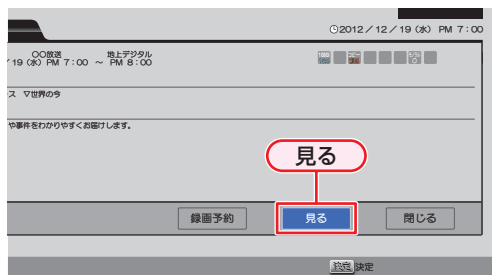 2012/12/19 (水) PM 7:00
〇〇放送 地上デジタル
/19 (水) PM 7:00 ～ PM 8:00
ス ▽世界の今
や事件をわかりやすくお届けします。
見る
録画予約 見る 閉じる
決定 決定